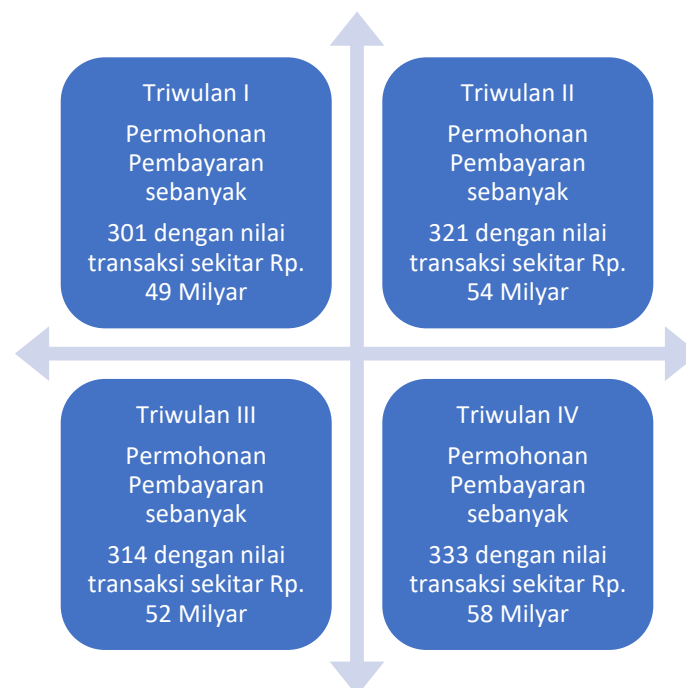 Triwulan I
Permohonan
Pembayaran
sebanyak
301 dengan nilai
transaksi sekitar Rp.
49 Milyar
Triwulan II
Permohonan
Pembayaran
sebanyak
321 dengan nilai
transaksi sekitar Rp.
54 Milyar
Triwulan III
Permohonan
Pembayaran
sebanyak
314 dengan nilai
transaksi sekitar Rp.
52 Milyar
Triwulan IV
Permohonan
Pembayaran
sebanyak
333 dengan nilai
transaksi sekitar Rp.
58 Milyar